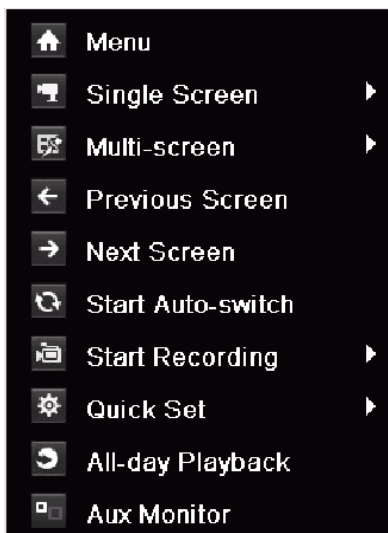 Menu
Single Screen
Multi-screen
Previous Screen
Next Screen
Start Auto-switch
Start Recording
Quick Set
All-day Playback
Aux Monitor